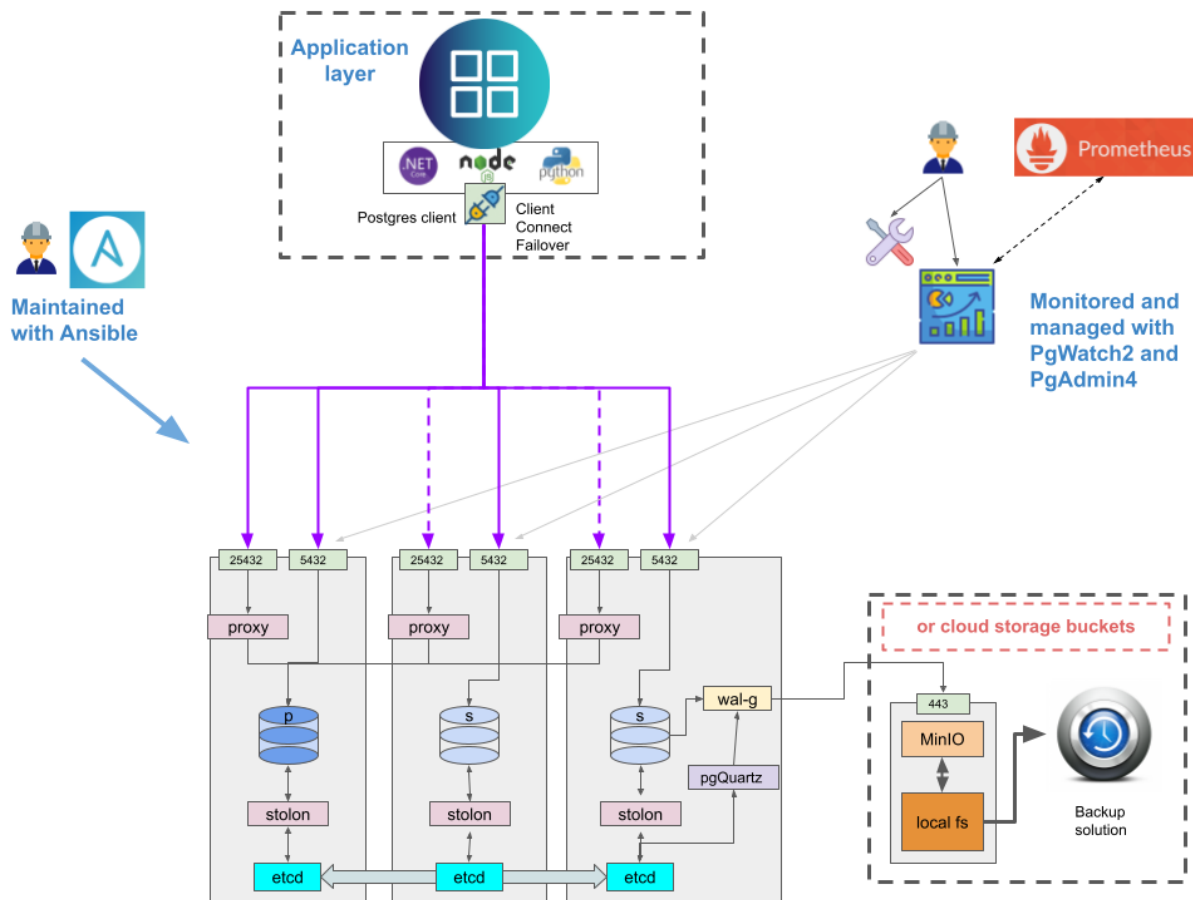 Application
layer
.NET
Core
node
JS
python
Postgres client
Client
Connect
Failover
Prometheus
Maintained
with Ansible
Monitored and
managed with
PgWatch2 and
PgAdmin4
25432
5432
25432
5432
25432
5432
proxy
proxy
proxy
or cloud storage buckets
p
s
s
wal-g
443
MinIO
pgQuartz
stolon
stolon
stolon
local fs
Backup
solution
etcd
etcd
etcd